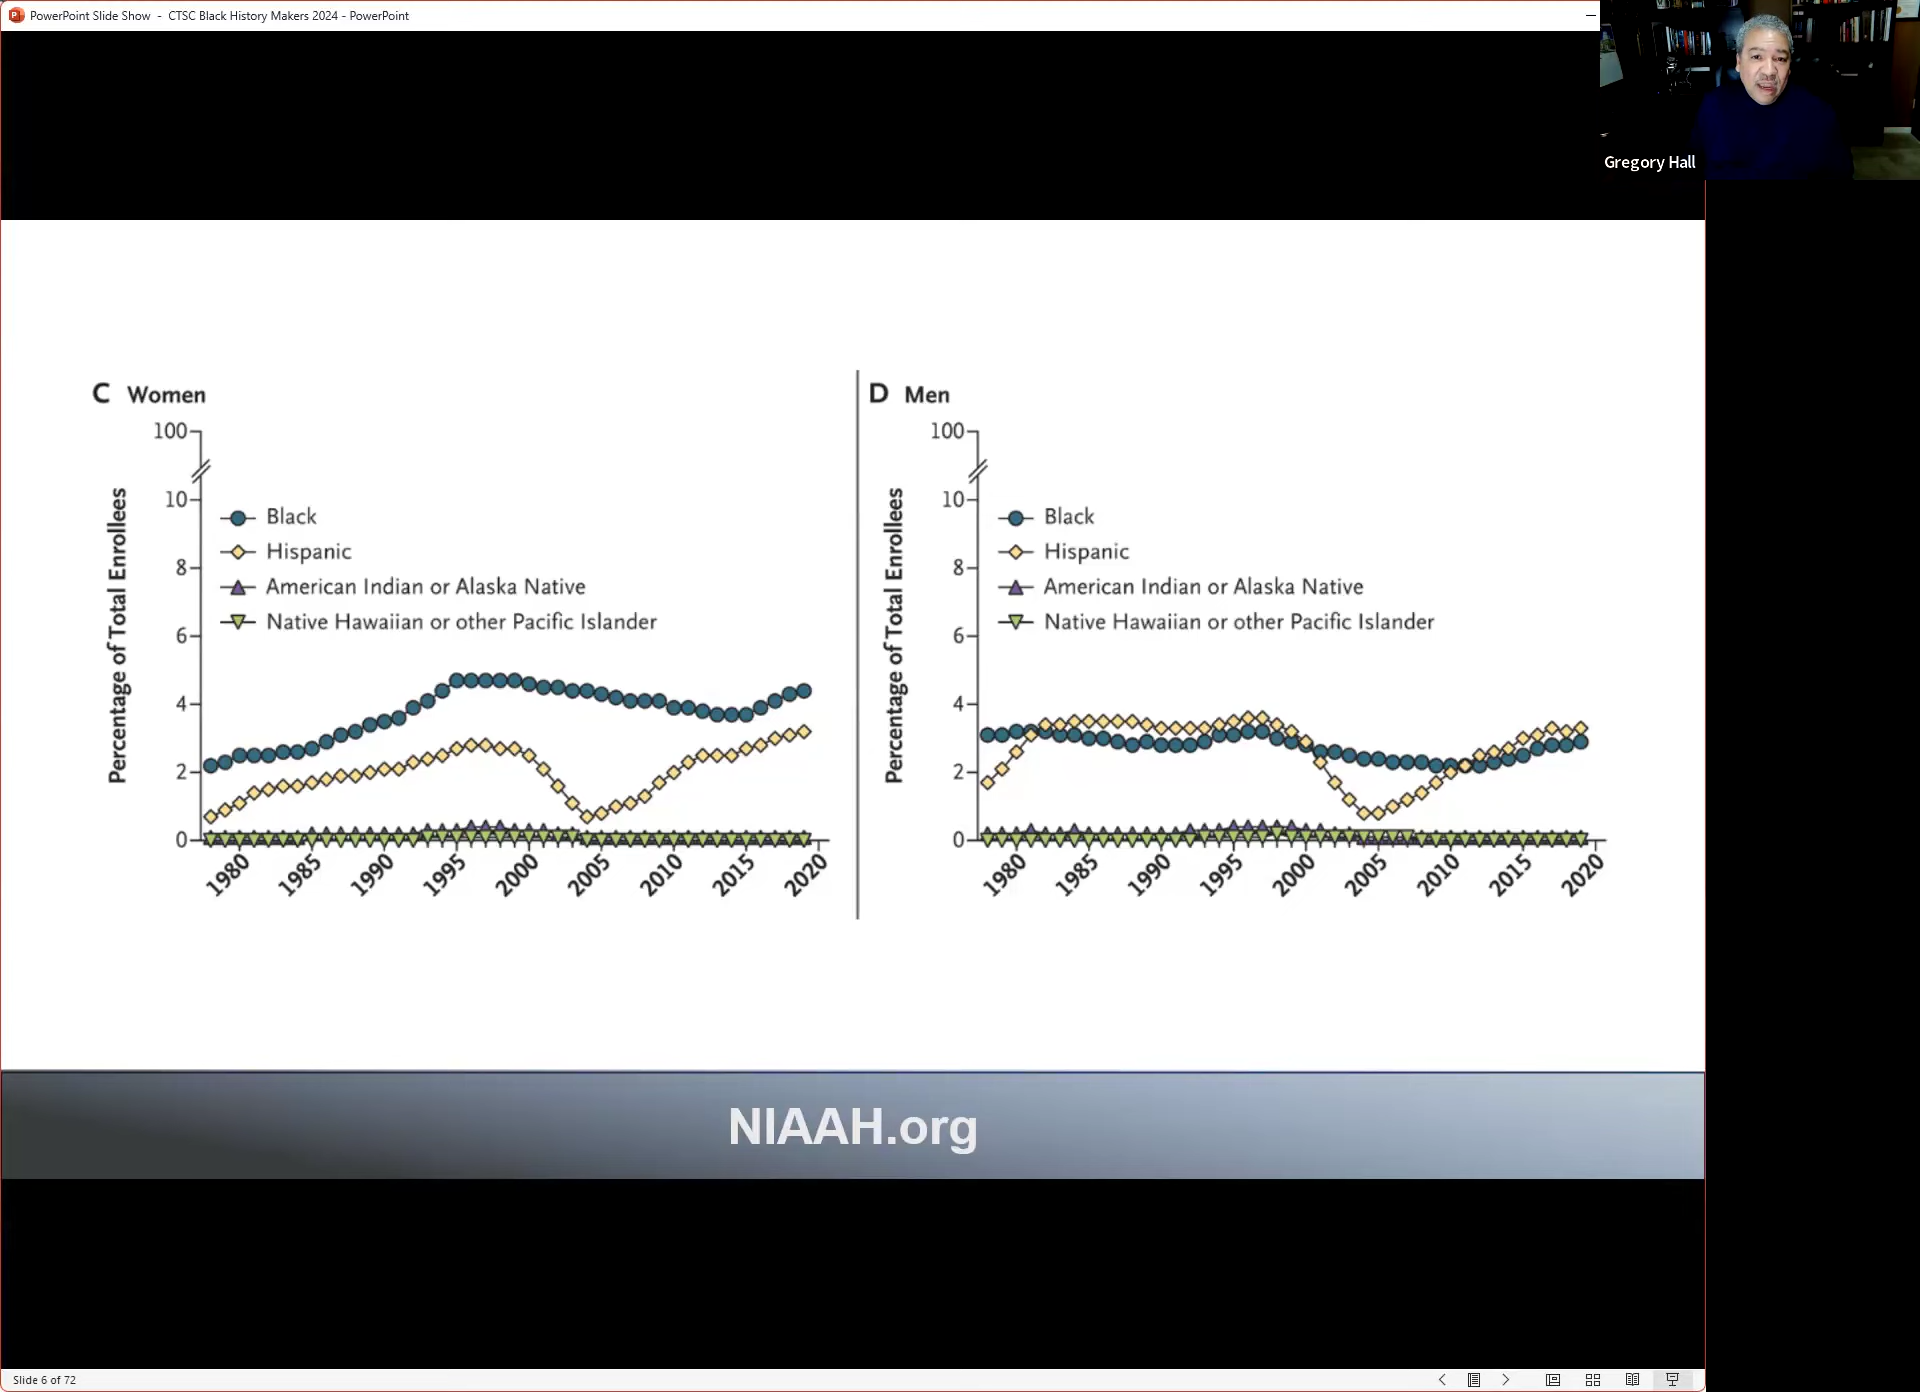 PowerPoint Slide Show - CTSC Black History Makers 2024 - PowerPoint
Gregory Hall
C Women
Percentage of Total Enrollees
100
10
8
6
4
2
0
Black
Hispanic
American Indian or Alaska Native
Native Hawaiian or other Pacific Islander
1980 1985 1990 1995 2000 2005 2010 2015 2020
D Men
Percentage of Total Enrollees
100
10
8
6
4
2
0
Black
Hispanic
American Indian or Alaska Native
Native Hawaiian or other Pacific Islander
1980 1985 1990 1995 2000 2005 2010 2015 2020
NIAAH.org
Slide 6 of 72